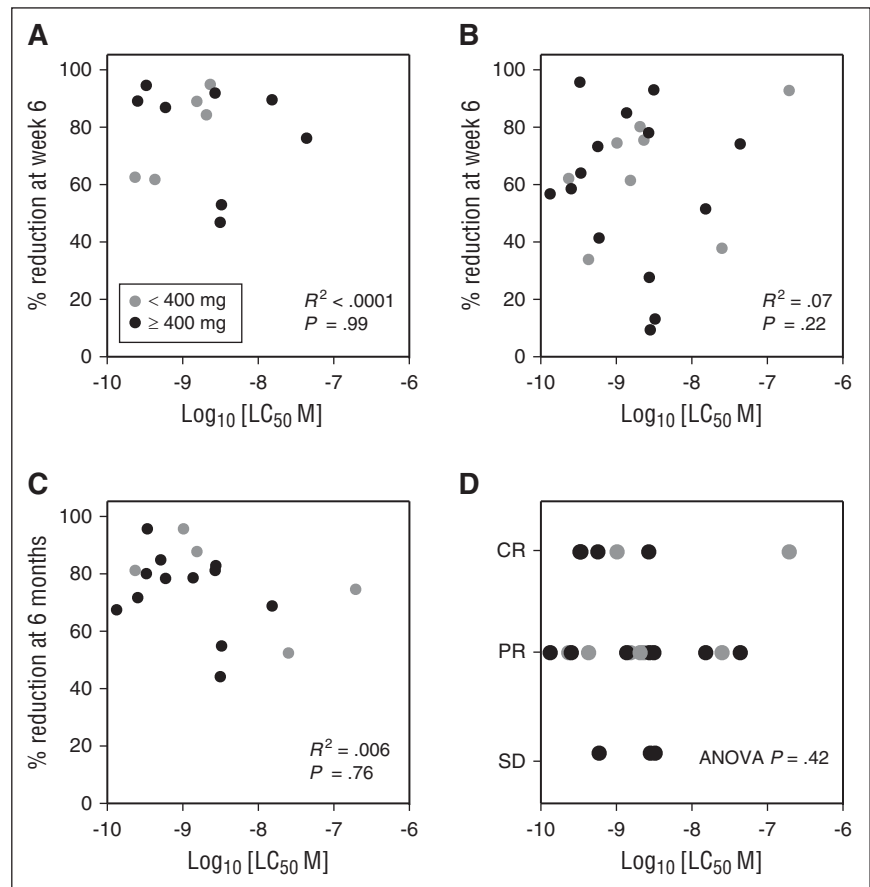 A
% reduction at week 6
100
80
60
40
20
0
< 400 mg
≥ 400 mg
R² < .0001
P = .99
-10 -9 -8 -7 -6
Log₁₀ [LC₅₀ M]
B
% reduction at week 6
100
80
60
40
20
0
R² = .07
P = .22
-10 -9 -8 -7 -6
Log₁₀ [LC₅₀ M]
C
% reduction at 6 months
100
80
60
40
20
0
R² = .006
P = .76
-10 -9 -8 -7 -6
Log₁₀ [LC₅₀ M]
D
CR
PR
SD
ANOVA P = .42
-10 -9 -8 -7 -6
Log₁₀ [LC₅₀ M]